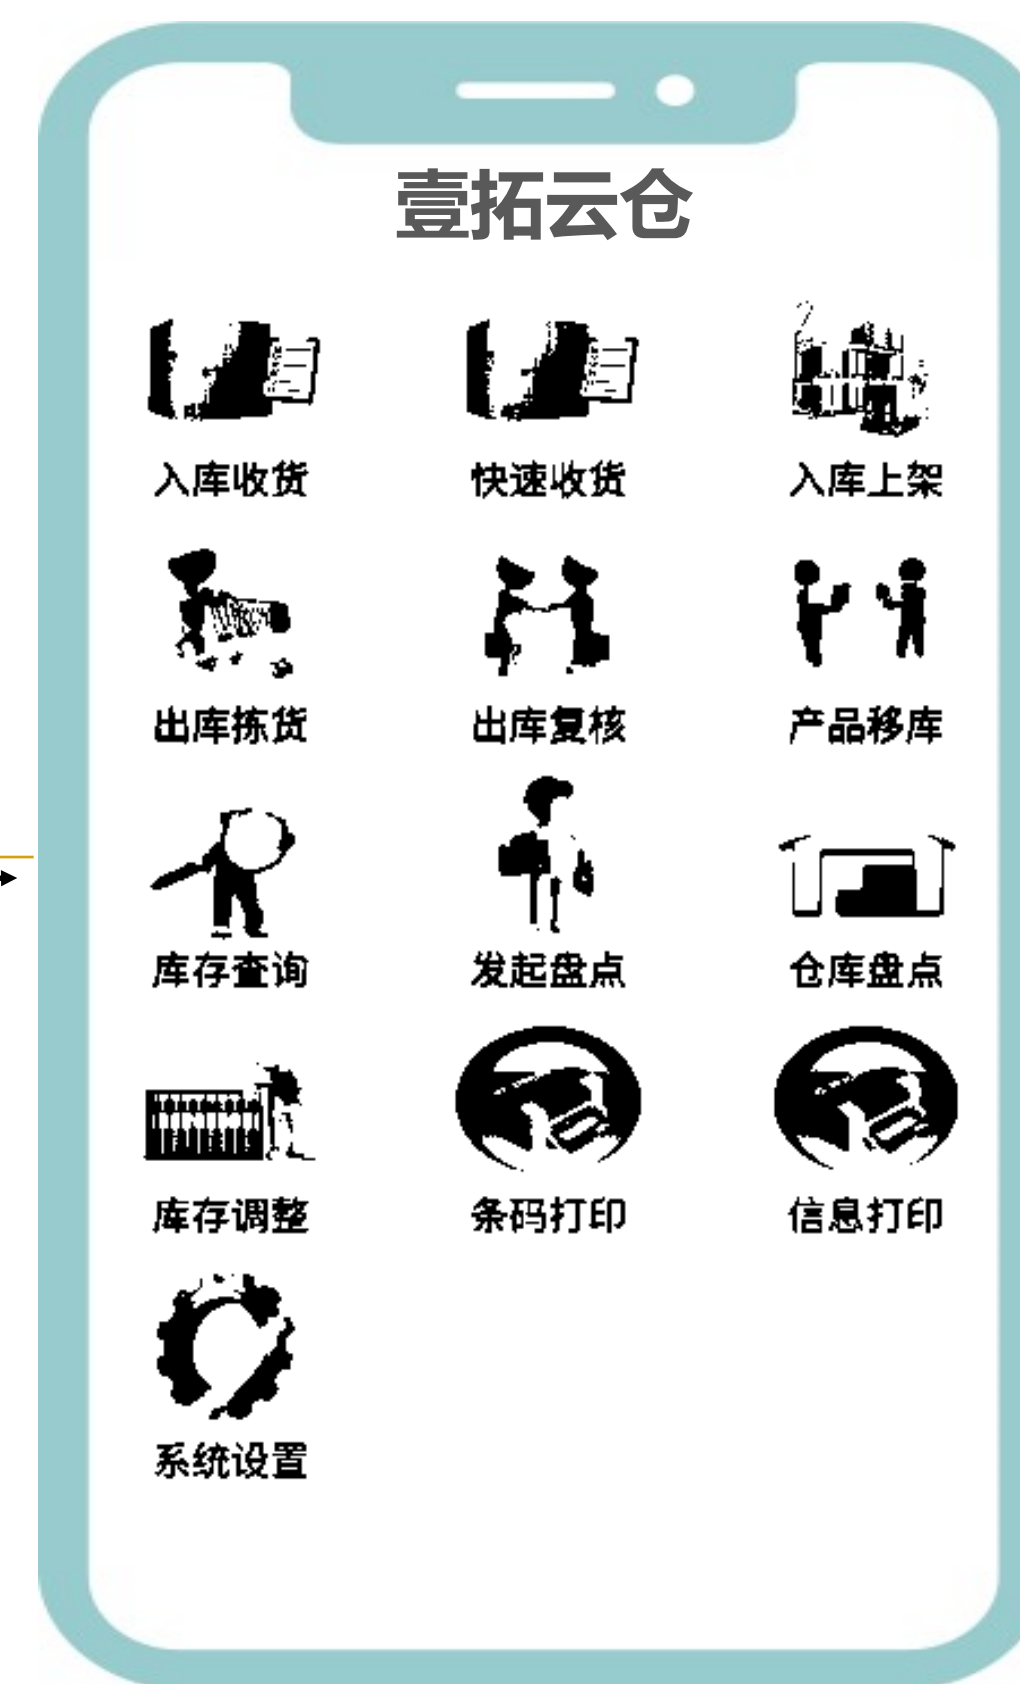 壹拓云仓
入库收货 快速收货 入库上架
出库拣货 出库复核 产品移库
库存查询 发起盘点 仓库盘点
库存调整 条码打印 信息打印
系统设置